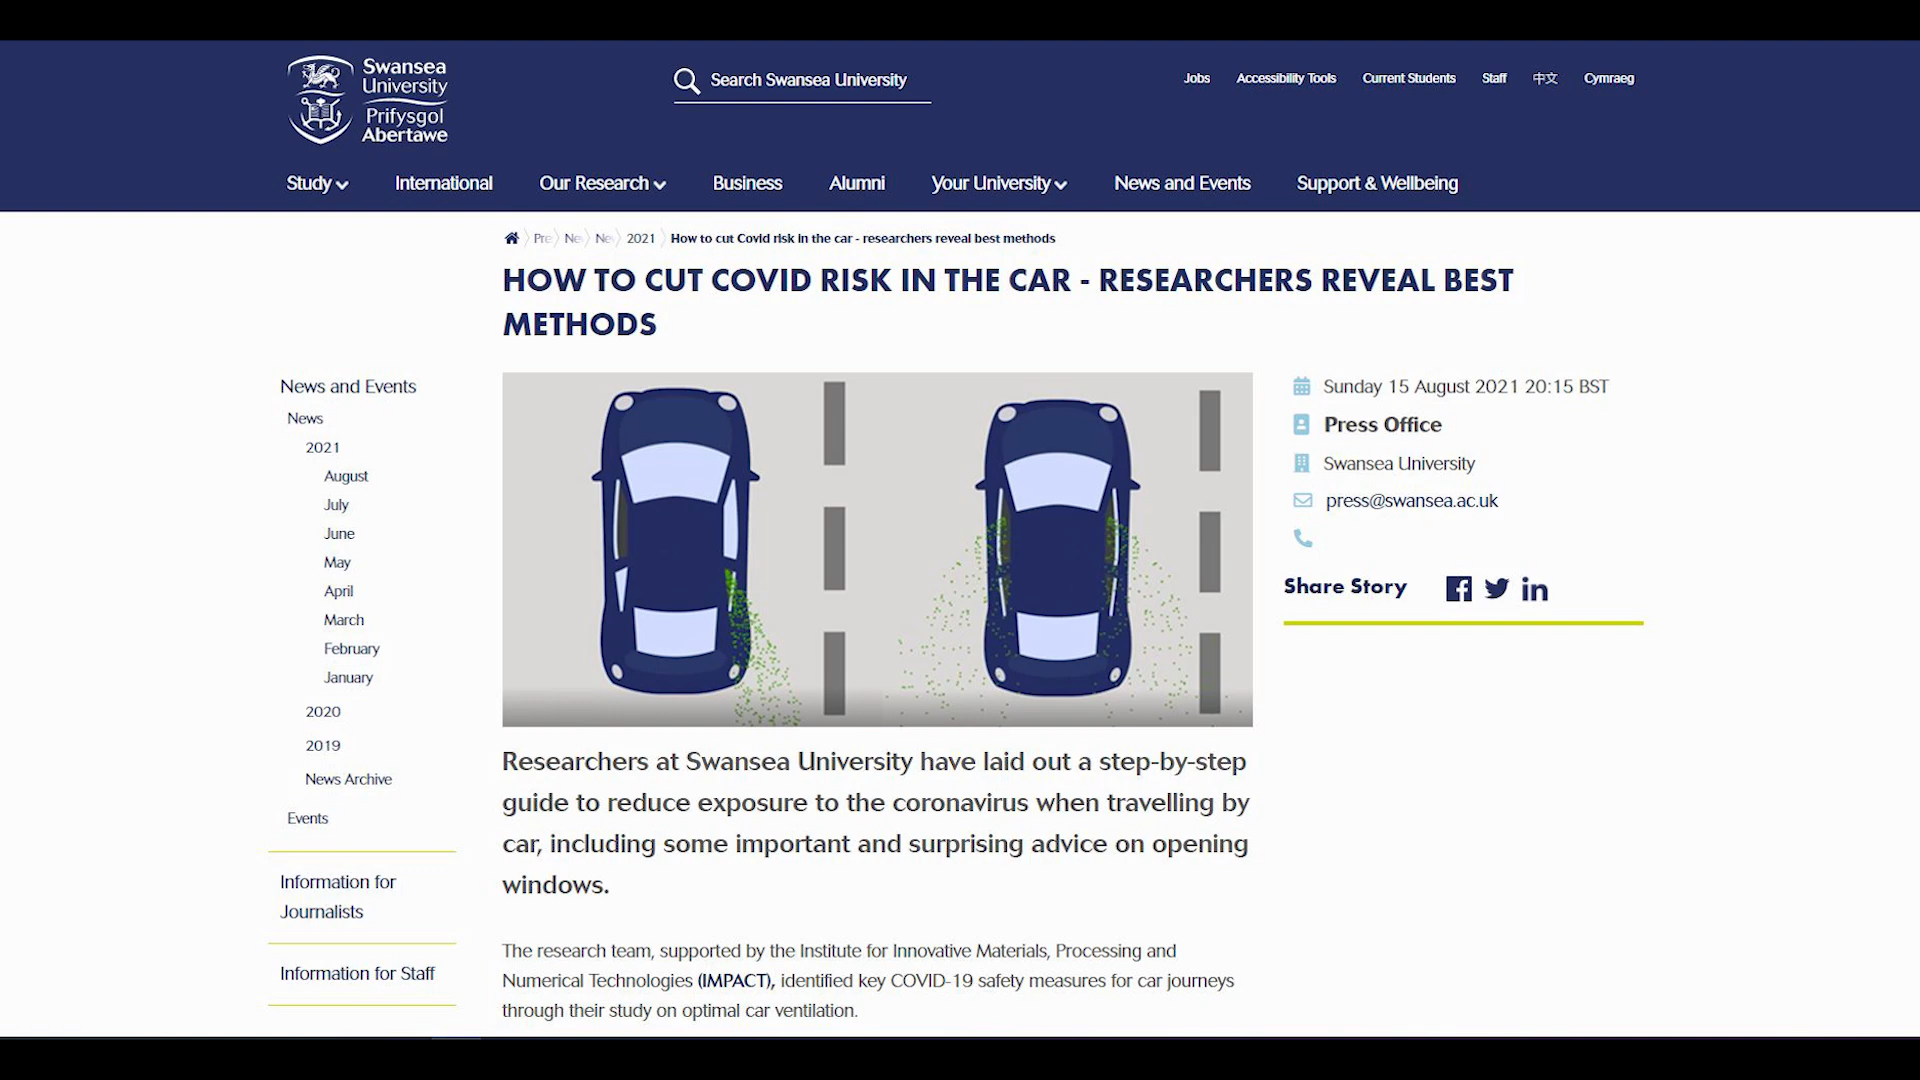 Swansea
University
Prifysgol
Abertawe
Search Swansea University
Jobs Accessibility Tools Current Students Staff 中文 Cymraeg
Study International Our Research Business Alumni Your University News and Events Support & Wellbeing
Pre Ne Ne 2021 How to cut Covid risk in the car - researchers reveal best methods
HOW TO CUT COVID RISK IN THE CAR - RESEARCHERS REVEAL BEST
METHODS
News and Events
News
2021
August
July
June
May
April
March
February
January
2020
2019
News Archive
Events
Information for
Journalists
Information for Staff
Sunday 15 August 2021 20:15 BST
Press Office
Swansea University
press@swansea.ac.uk
Share Story
Researchers at Swansea University have laid out a step-by-step
guide to reduce exposure to the coronavirus when travelling by
car, including some important and surprising advice on opening
windows.
The research team, supported by the Institute for Innovative Materials, Processing and
Numerical Technologies (IMPACT), identified key COVID-19 safety measures for car journeys
through their study on optimal car ventilation.